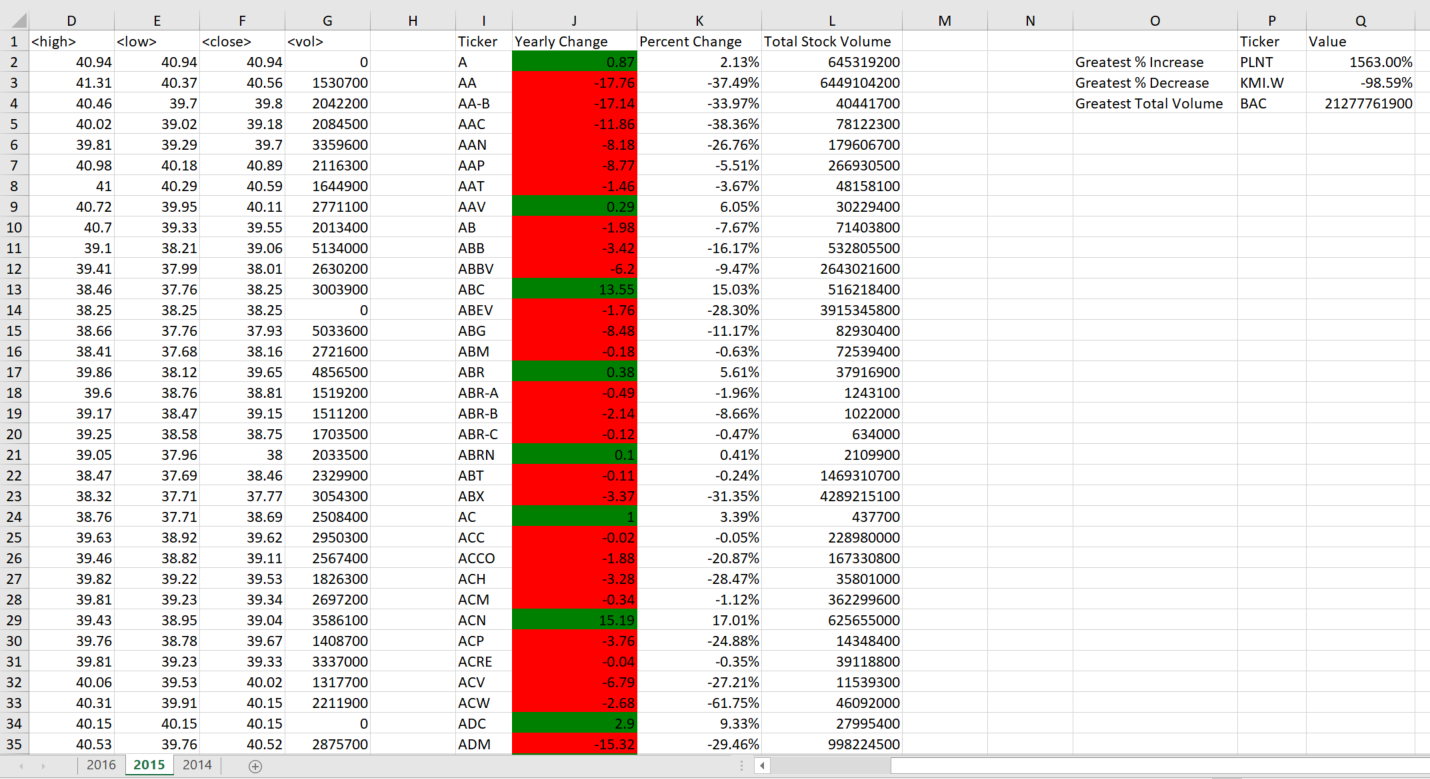 D E F G H I J K L M N O P Q
1 <high> <low> <close> <vol> Ticker Yearly Change Percent Change Total Stock Volume Ticker Value
2 40.94 40.94 40.94 0 A 0.87 2.13% 645319200 Greatest % Increase PLNT 1563.00%
3 41.31 40.37 40.56 1530700 AA -17.76 -37.49% 6449104200 Greatest % Decrease KMI.W -98.59%
4 40.46 39.7 39.8 2042200 AA-B -17.14 -33.97% 40441700 Greatest Total Volume BAC 21277761900
5 40.02 39.02 39.18 2084500 AAC -11.86 -38.36% 78122300
6 39.81 39.29 39.7 3359600 AAN -8.18 -26.76% 179606700
7 40.98 40.18 40.89 2116300 AAP -8.77 -5.51% 266930500
8 41 40.29 40.59 1644900 AAT -1.46 -3.67% 48158100
9 40.72 39.95 40.11 2771100 AAV 0.29 6.05% 30229400
10 40.7 39.33 39.55 2013400 AB -1.98 -7.67% 71403800
11 39.1 38.21 39.06 5134000 ABB -3.42 -16.17% 532805500
12 39.41 37.99 38.01 2630200 ABBV -6.2 -9.47% 2643021600
13 38.46 37.76 38.25 3003900 ABC 13.55 15.03% 516218400
14 38.25 38.25 38.25 0 ABEV -1.76 -28.30% 3915345800
15 38.66 37.76 37.93 5033600 ABG -8.48 -11.17% 82930400
16 38.41 37.68 38.16 2721600 ABM -0.18 -0.63% 72539400
17 39.86 38.12 39.65 4856500 ABR 0.38 5.61% 37916900
18 39.6 38.76 38.81 1519200 ABR-A -0.49 -1.96% 1243100
19 39.17 38.47 39.15 1511200 ABR-B -2.14 -8.66% 1022000
20 39.25 38.58 38.75 1703500 ABR-C -0.12 -0.47% 634000
21 39.05 37.96 38 2033500 ABRN 0.1 0.41% 2109900
22 38.47 37.69 38.46 2329900 ABT -0.11 -0.24% 1469310700
23 38.32 37.71 37.77 3054300 ABX -3.37 -31.35% 4289215100
24 38.76 37.71 38.69 2508400 AC 1 3.39% 437700
25 39.63 38.92 39.62 2950300 ACC -0.02 -0.05% 228980000
26 39.46 38.82 39.11 2567400 ACCO -1.88 -20.87% 167330800
27 39.82 39.22 39.53 1826300 ACH -3.28 -28.47% 35801000
28 39.81 39.23 39.34 2697200 ACM -0.34 -1.12% 362299600
29 39.43 38.95 39.04 3586100 ACN 15.19 17.01% 625655000
30 39.76 38.78 39.67 1408700 ACP -3.76 -24.88% 14348400
31 39.81 39.23 39.33 3337000 ACRE -0.04 -0.35% 39118800
32 40.06 39.53 40.02 1317700 ACV -6.79 -27.21% 11539300
33 40.31 39.91 40.15 2211900 ACW -2.68 -61.75% 46092000
34 40.15 40.15 40.15 0 ADC 2.9 9.33% 27995400
35 40.53 39.76 40.52 2875700 ADM -15.32 -29.46% 998224500
2016 2015 2014